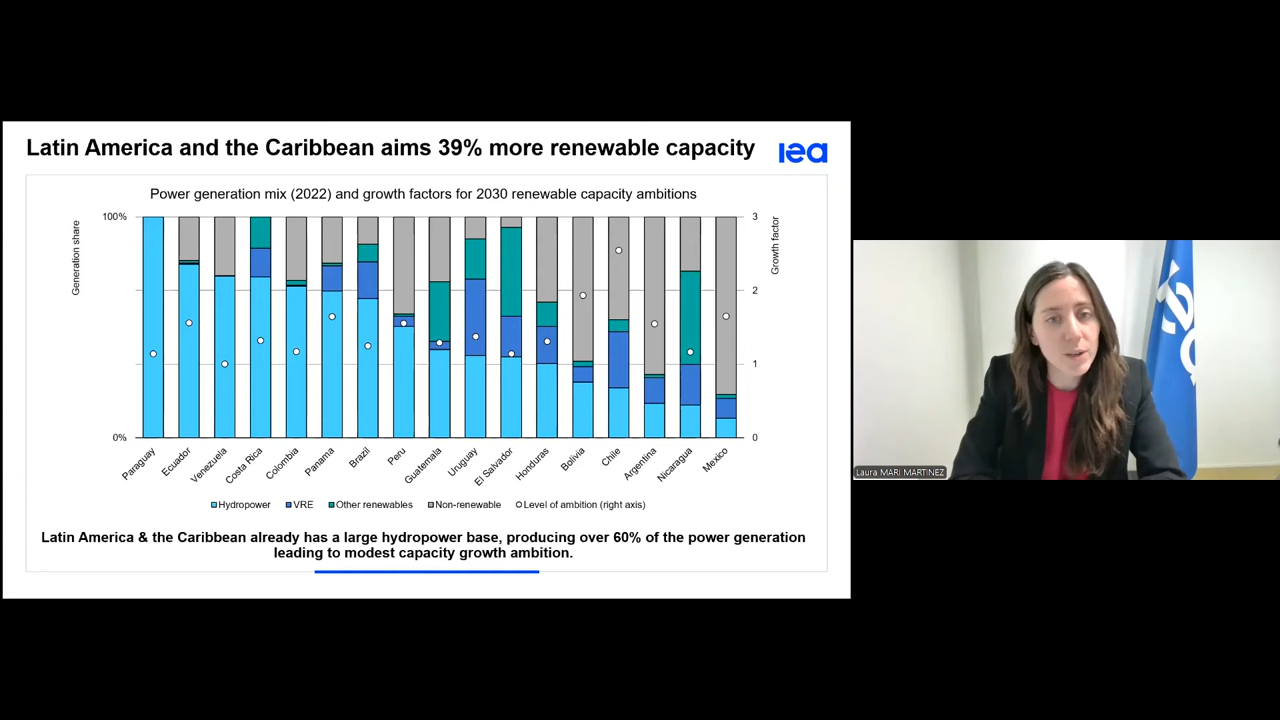 Latin America and the Caribbean aims 39% more renewable capacity
iea
Power generation mix (2022) and growth factors for 2030 renewable capacity ambitions
Generation share
100%
0%
3
2
1
0
Growth factor
Paraguay
Ecuador
Venezuela
Costa Rica
Colombia
Panama
Brazil
Peru
Guatemala
Uruguay
El Salvador
Honduras
Bolivia
Chile
Argentina
Nicaragua
Mexico
Hydropower VRE Other renewables Non-renewable Level of ambition (right axis)
Latin America & the Caribbean already has a large hydropower base, producing over 60% of the power generation
leading to modest capacity growth ambition.
Laura MARI MARTINEZ